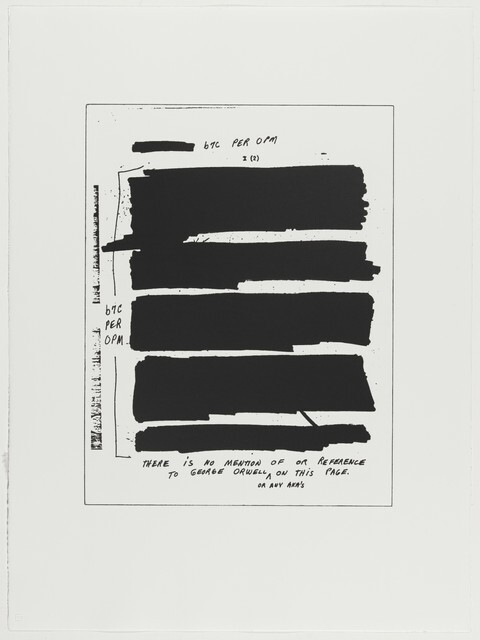 b7C PER OPM
I (2)
b7C
PER
OPM
THERE IS NO MENTION OF OR REFERENCE
TO GEORGE ORWELL ^ ON THIS PAGE.
OR ANY AKA'S